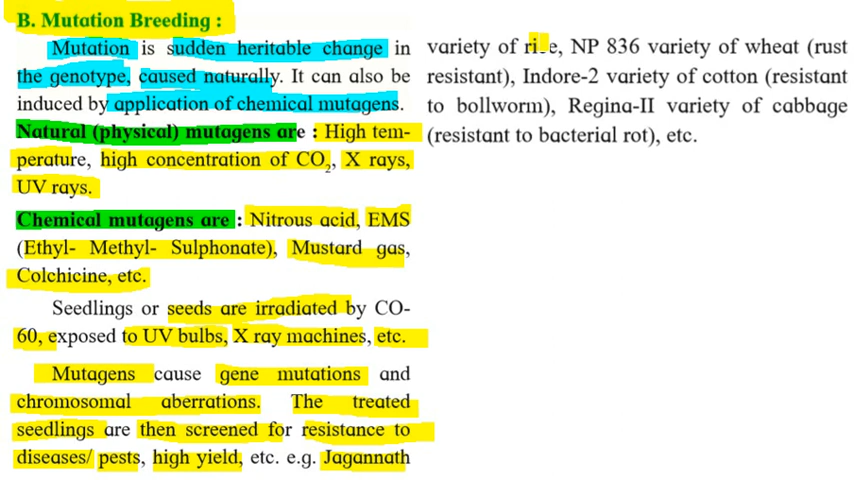 B. Mutation Breeding :
Mutation is sudden heritable change in
the genotype, caused naturally. It can also be
induced by application of chemical mutagens.
Natural (physical) mutagens are : High tem-
perature, high concentration of CO₂, X rays,
UV rays.
Chemical mutagens are : Nitrous acid, EMS
(Ethyl- Methyl- Sulphonate), Mustard gas,
Colchicine, etc.
Seedlings or seeds are irradiated by CO-
60, exposed to UV bulbs, X ray machines, etc.
Mutagens cause gene mutations and
chromosomal aberrations. The treated
seedlings are then screened for resistance to
diseases/ pests, high yield, etc. e.g. Jagannath
variety of rice, NP 836 variety of wheat (rust
resistant), Indore-2 variety of cotton (resistant
to bollworm), Regina-II variety of cabbage
(resistant to bacterial rot), etc.